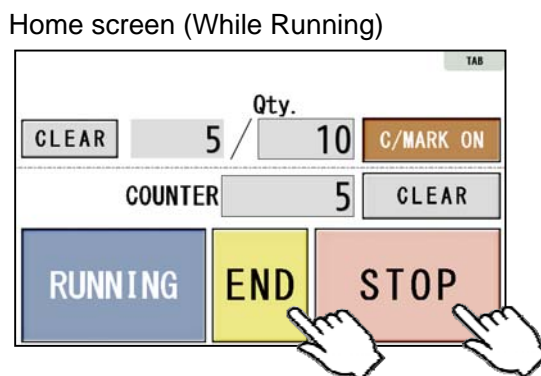 Home screen (While Running)
TAB
Qty.
CLEAR 5 / 10 C/MARK ON
COUNTER 5 CLEAR
RUNNING END STOP